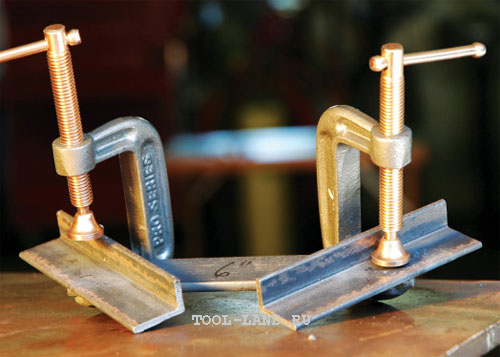 PRO SERIES
6"
TOOL-LAND.RU